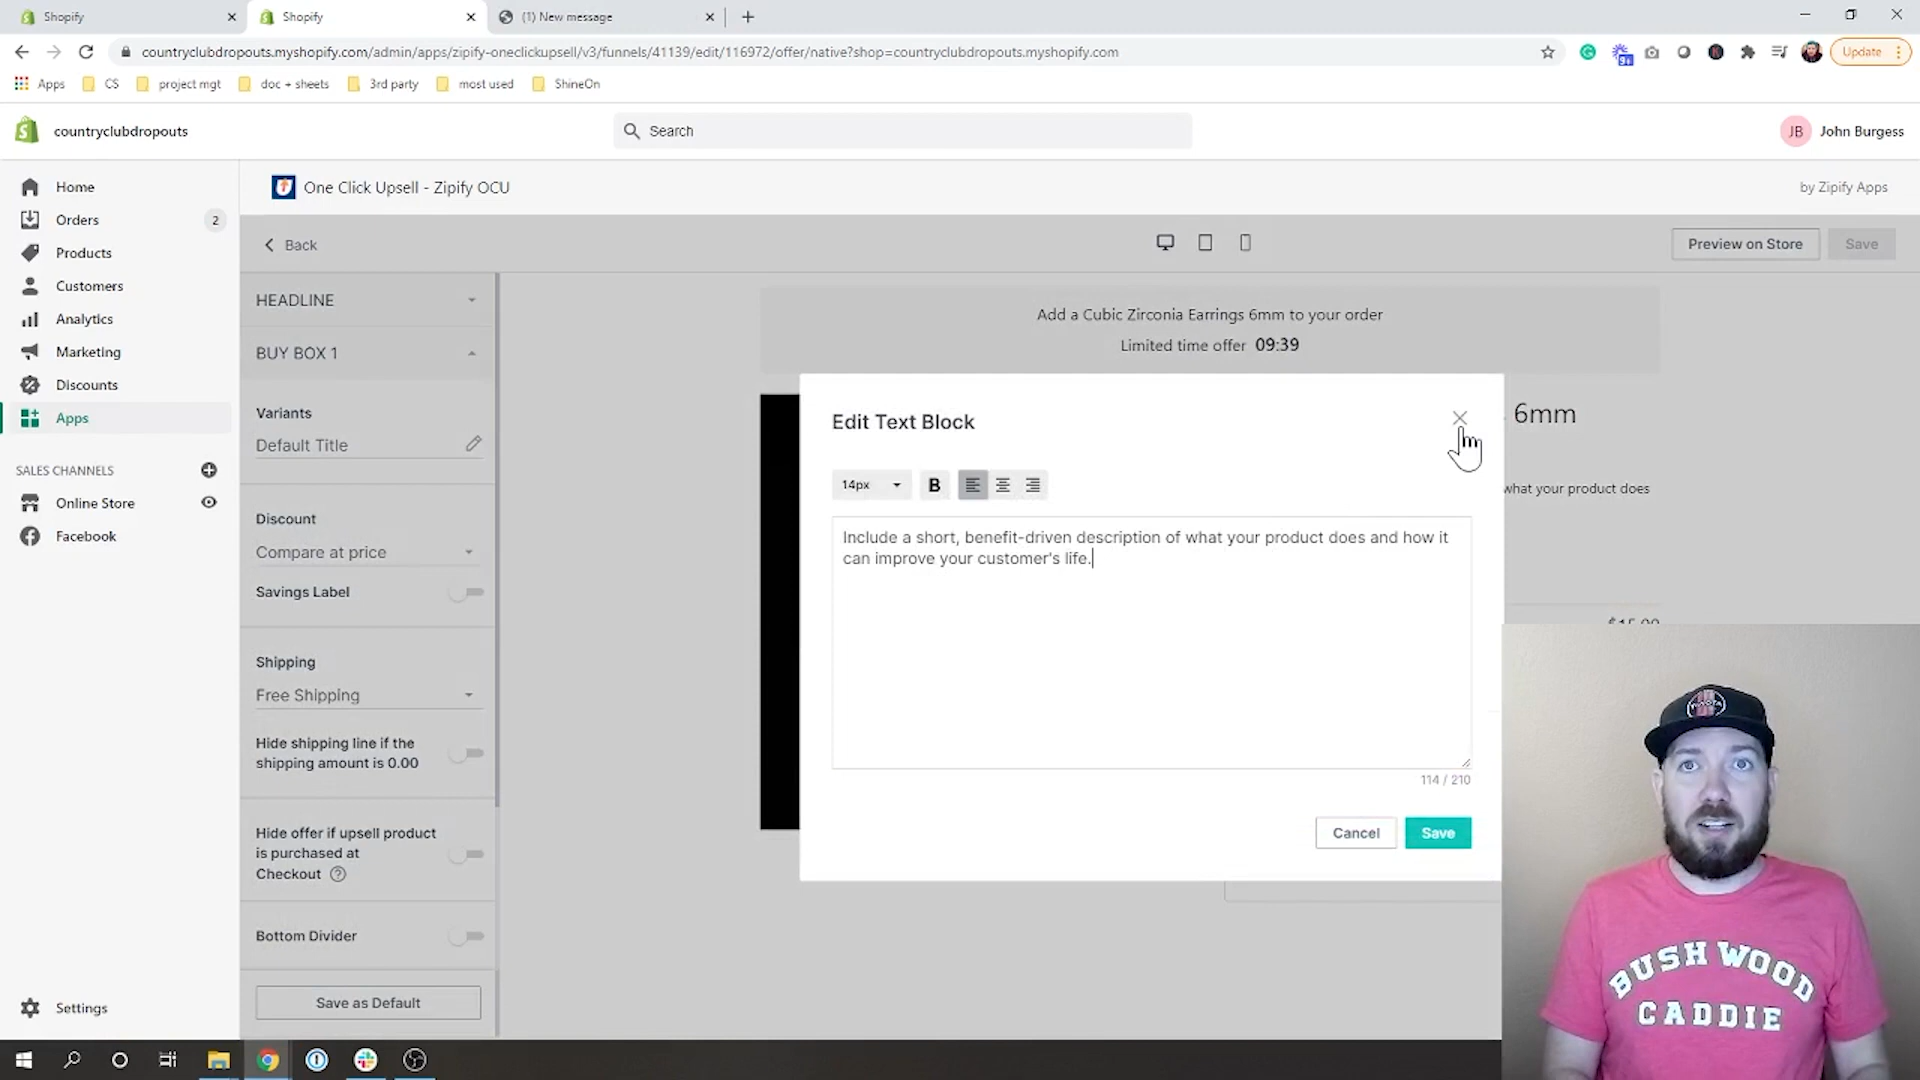 Shopify
Shopify
(1) New message
countryclubdropouts.myshopify.com/admin/apps/zipify-oneclickupsell/v3/funnels/41139/edit/116972/offer/native?shop=countryclubdropouts.myshopify.com
9+
Update
Apps
CS
project mgt
doc + sheets
3rd party
most used
ShineOn
countryclubdropouts
Search
JB
John Burgess
Home
Orders
2
Products
Customers
Analytics
Marketing
Discounts
Apps
SALES CHANNELS
Online Store
Facebook
Settings
One Click Upsell - Zipify OCU
by Zipify Apps
Back
Preview on Store
Save
HEADLINE
BUY BOX 1
Variants
Default Title
Discount
Compare at price
Savings Label
Shipping
Free Shipping
Hide shipping line if the
shipping amount is 0.00
Hide offer if upsell product
is purchased at
Checkout
Bottom Divider
Save as Default
Add a Cubic Zirconia Earrings 6mm to your order
Limited time offer 09:39
6mm
what your product does
$15.00
Edit Text Block
14px
B
Include a short, benefit-driven description of what your product does and how it
can improve your customer's life.
114 / 210
Cancel
Save
TOYOTA
BUSH WOOD
CADDIE